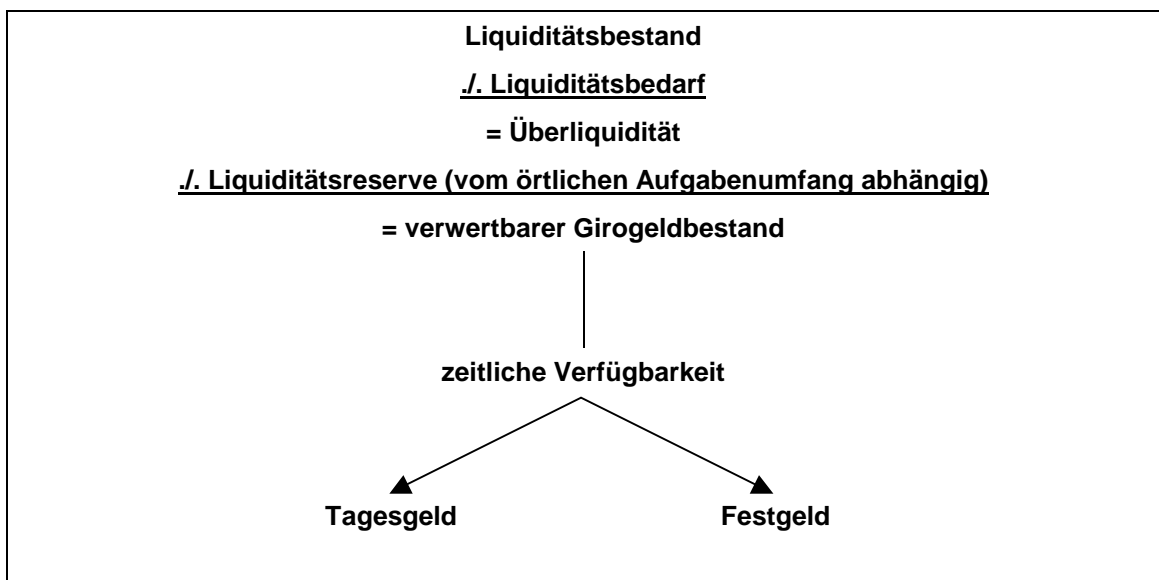 Liquiditätsbestand
./. Liquiditätsbedarf
= Überliquidität
./. Liquiditätsreserve (vom örtlichen Aufgabenumfang abhängig)
= verwertbarer Girogeldbestand
zeitliche Verfügbarkeit
Tagesgeld Festgeld